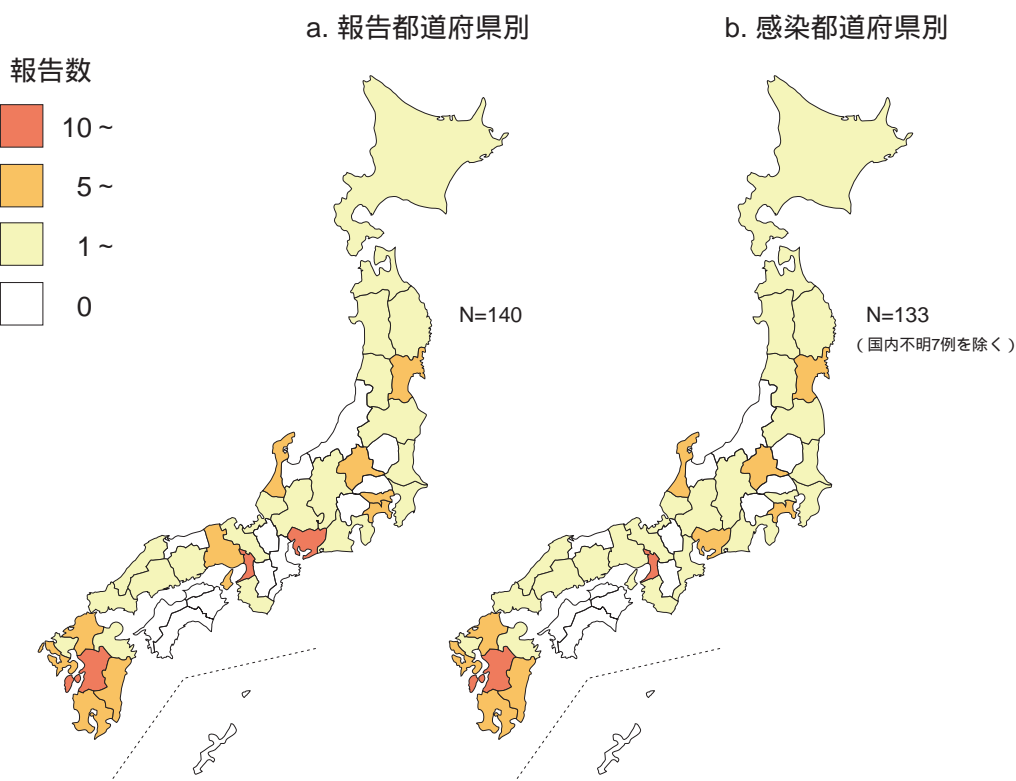 a. 報告都道府県別
b. 感染都道府県別
報告数
10 ~
5 ~
1 ~
0
N=140
N=133
( 国内不明7例を除く )